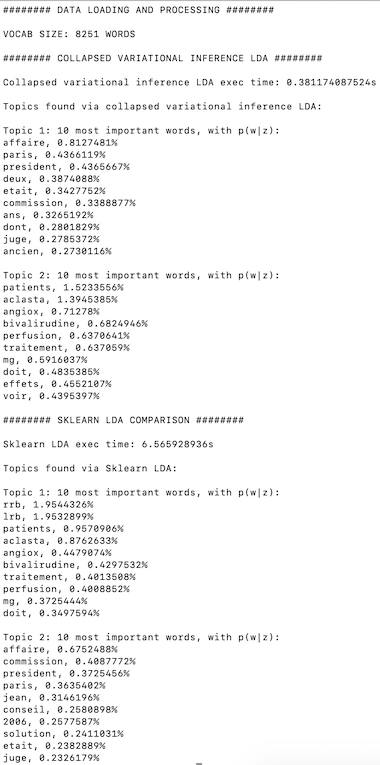 ######## DATA LOADING AND PROCESSING ########
VOCAB SIZE: 8251 WORDS
######## COLLAPSED VARIATIONAL INFERENCE LDA ########
Collapsed variational inference LDA exec time: 0.381174087524s
Topics found via collapsed variational inference LDA:
Topic 1: 10 most important words, with p(w|z):
affaire, 0.8127481%
paris, 0.4366119%
president, 0.4365667%
deux, 0.3874088%
etait, 0.3427752%
commission, 0.3388877%
ans, 0.3265192%
dont, 0.2801829%
juge, 0.2785372%
ancien, 0.2730116%
Topic 2: 10 most important words, with p(w|z):
patients, 1.5233556%
aclasta, 1.3945385%
angiox, 0.71278%
bivalirudine, 0.6824946%
perfusion, 0.6370641%
traitement, 0.637059%
mg, 0.5916037%
doit, 0.4835385%
effets, 0.4552107%
voir, 0.4395397%
######## SKLEARN LDA COMPARISON ########
Sklearn LDA exec time: 6.565928936s
Topics found via Sklearn LDA:
Topic 1: 10 most important words, with p(w|z):
rrb, 1.9544326%
lrb, 1.9532899%
patients, 0.9570906%
aclasta, 0.8762633%
angiox, 0.4479074%
bivalirudine, 0.4297532%
traitement, 0.4013508%
perfusion, 0.4008852%
mg, 0.3725444%
doit, 0.3497594%
Topic 2: 10 most important words, with p(w|z):
affaire, 0.6752488%
commission, 0.4087772%
president, 0.3725456%
paris, 0.3635402%
jean, 0.3146196%
conseil, 0.2580898%
2006, 0.2577587%
solution, 0.2411031%
etait, 0.2382889%
juge, 0.2326179%